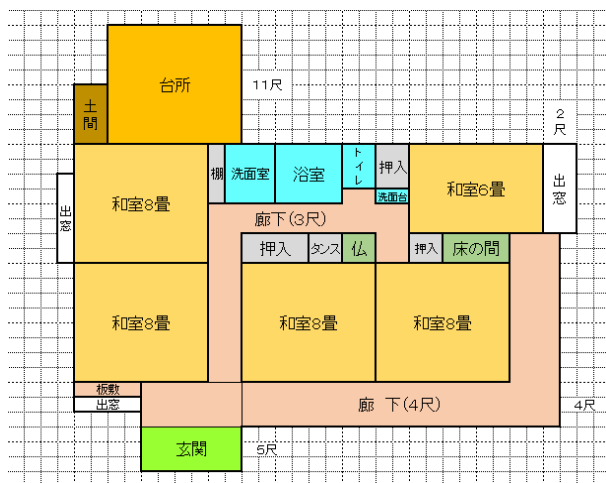 台所
11尺
土間
2尺
出窓
和室8畳
棚
洗面室
浴室
トイレ
押入
洗面台
和室6畳
出窓
廊下(3尺)
押入
タンス
仏
押入
床の間
和室8畳
和室8畳
和室8畳
板敷
出窓
廊 下(4尺)
4尺
玄関
5尺